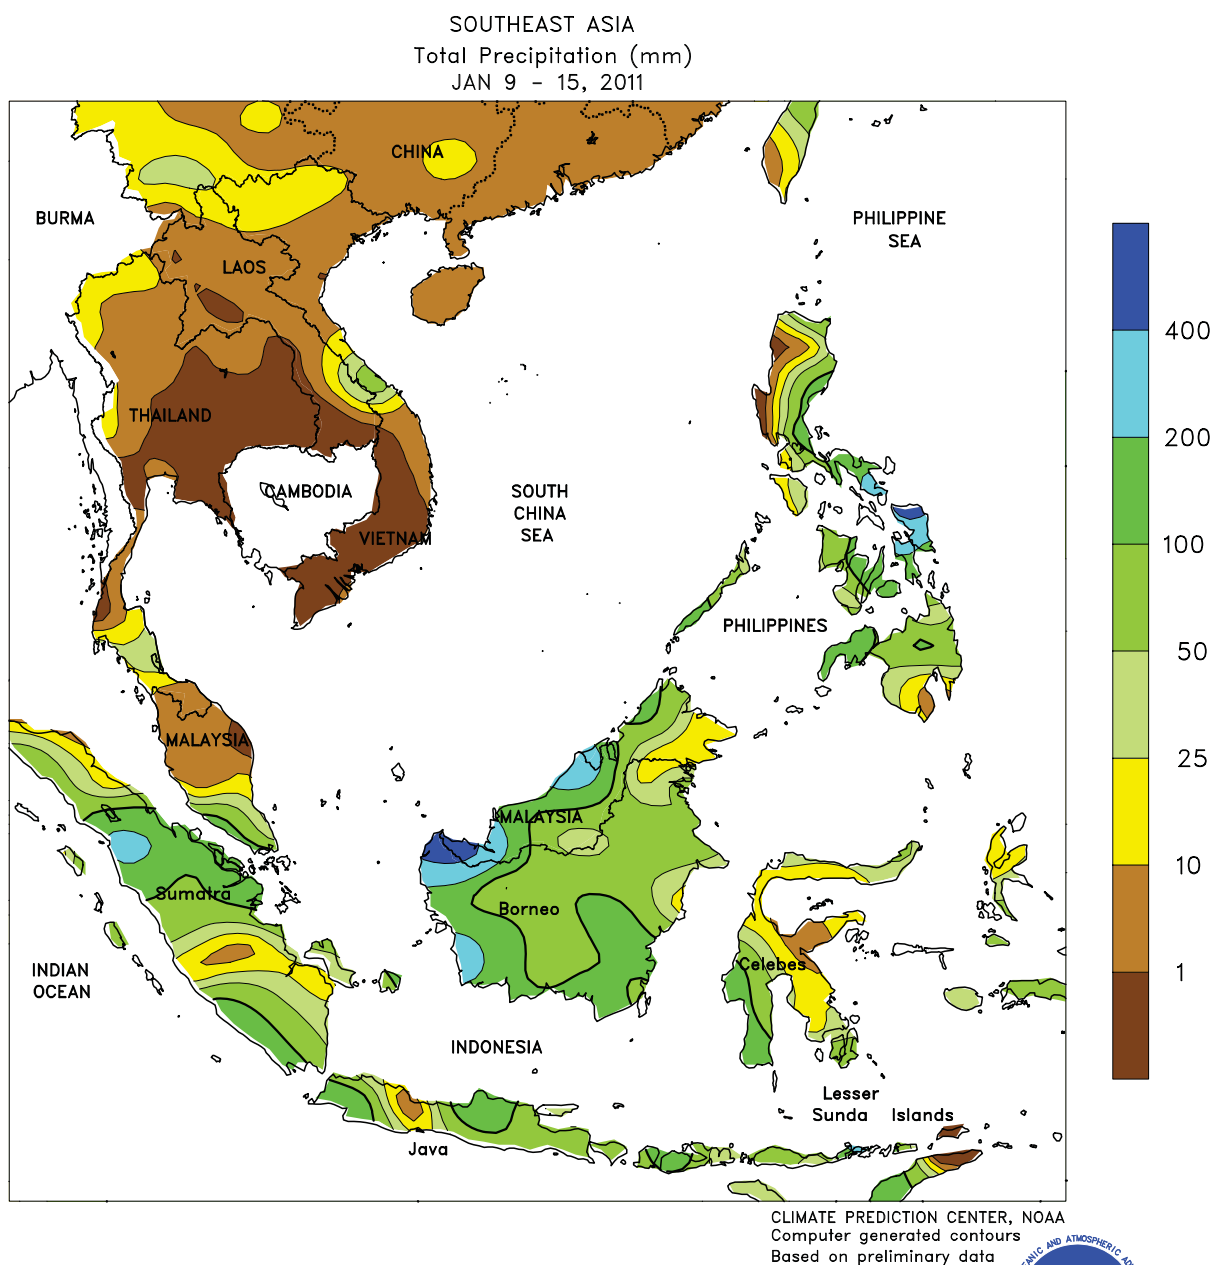 SOUTHEAST ASIA
Total Precipitation (mm)
JAN 9 - 15, 2011
CHINA
BURMA
PHILIPPINE
SEA
LAOS
400
THAILAND
200
CAMBODIA
SOUTH
CHINA
SEA
VIETNAM
100
PHILIPPINES
50
MALAYSIA
25
MALAYSIA
10
Sumatra
Borneo
Celebes
INDIAN
OCEAN
1
INDONESIA
Lesser
Sunda Islands
Java
CLIMATE PREDICTION CENTER, NOAA
Computer generated contours
Based on preliminary data
AND ATMOSPHERIC